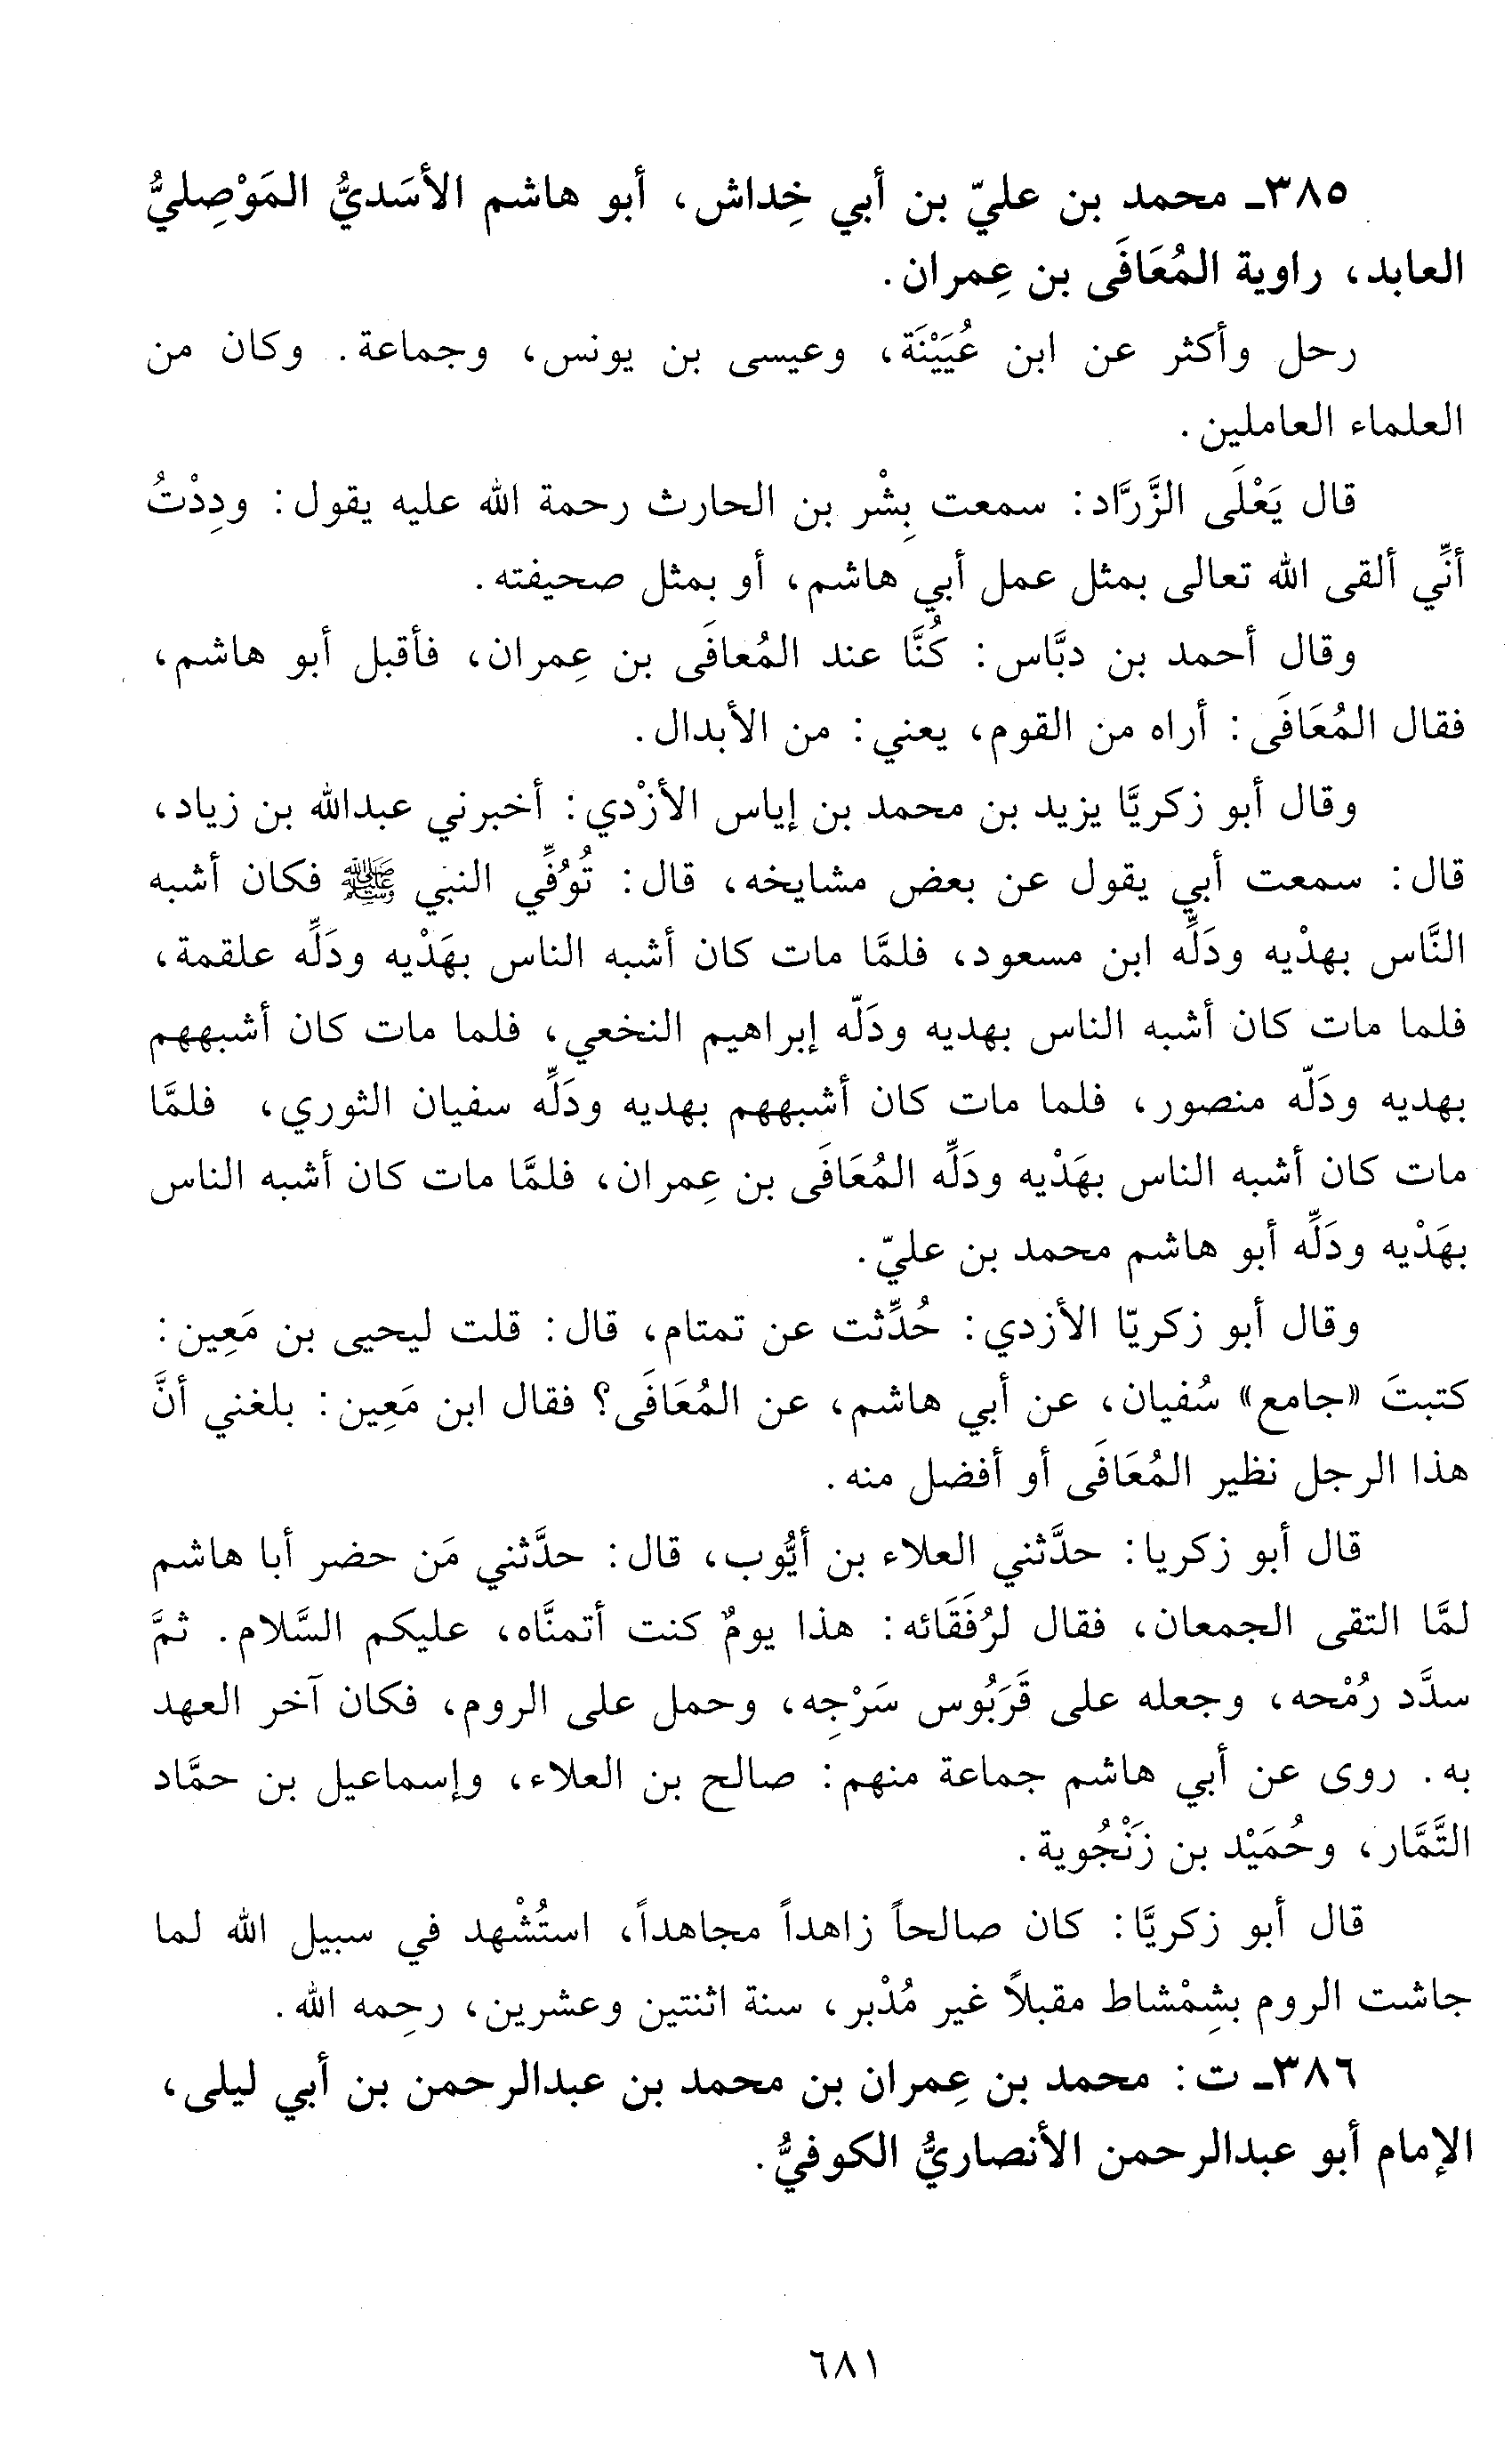 ٣٨٥ـ محمد بن عليّ بن أبي خِداش، أبو هاشم الأسَديُّ المَوْصِليُّ
العابد، راوية المُعَافَى بن عِمران.
رحل وأكثر عن ابن عُيَيْنَة، وعيسى بن يونس، وجماعة. وكان من
العلماء العاملين.
قال يَعْلَى الزَّرَّاد: سمعت بِشْر بن الحارث رحمة الله عليه يقول: ودِدْتُ
أنِّي ألقى الله تعالى بمثل عمل أبي هاشم، أو بمثل صحيفته.
وقال أحمد بن دبَّاس: كُنَّا عند المُعافَى بن عِمران، فأقبل أبو هاشم،
فقال المُعَافَى: أراه من القوم، يعني: من الأبدال.
وقال أبو زكريَّا يزيد بن محمد بن إياس الأزْدي: أخبرني عبدالله بن زياد،
قال: سمعت أبي يقول عن بعض مشايخه، قال: تُوُفِّي النبي ﷺ فكان أشبه
النَّاس بهدْيه ودَلِّه ابن مسعود، فلمَّا مات كان أشبه الناس بهَدْيه ودَلِّه علقمة،
فلما مات كان أشبه الناس بهديه ودَلّه إبراهيم النخعي، فلما مات كان أشبههم
بهديه ودَلّه منصور، فلما مات كان أشبههم بهديه ودَلِّه سفيان الثوري، فلمَّا
مات كان أشبه الناس بهَدْيه ودَلِّه المُعَافَى بن عِمران، فلمَّا مات كان أشبه الناس
بهَدْيه ودَلِّه أبو هاشم محمد بن عليّ.
وقال أبو زكريّا الأزدي: حُدِّثت عن تمتام، قال: قلت ليحيى بن مَعِين:
كتبتَ «جامع» سُفيان، عن أبي هاشم، عن المُعَافَى؟ فقال ابن مَعِين: بلغني أنَّ
هذا الرجل نظير المُعَافَى أو أفضل منه.
قال أبو زكريا: حدَّثني العلاء بن أيُّوب، قال: حدَّثني مَن حضر أبا هاشم
لمَّا التقى الجمعان، فقال لرُفَقَائه: هذا يومٌ كنت أتمنَّاه، عليكم السَّلام. ثمَّ
سدَّد رُمْحه، وجعله على قَرَبُوس سَرْجِه، وحمل على الروم، فكان آخر العهد
به. روى عن أبي هاشم جماعة منهم: صالح بن العلاء، وإسماعيل بن حمَّاد
التَّمَّار، وحُمَيْد بن زَنْجُوية.
قال أبو زكريَّا: كان صالحاً زاهداً مجاهداً، استُشْهد في سبيل الله لما
جاشت الروم بشِمْشاط مقبلاً غير مُدْبر، سنة اثنتين وعشرين، رحِمه الله.
٣٨٦ـ ت: محمد بن عِمران بن محمد بن عبدالرحمن بن أبي ليلى،
الإمام أبو عبدالرحمن الأنصاريُّ الكوفيُّ.
٦٨١